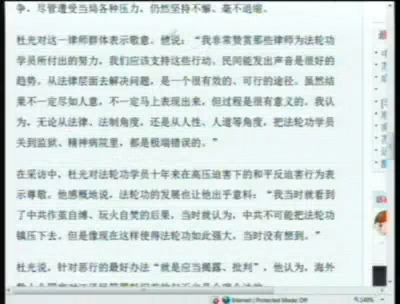 争。尽管遭受当局各种压力,仍然坚持不懈、毫不退缩。
杜光对这一律师群体表示敬意。他说:“我非常赞赏那些律师为法轮功
学员所付出的努力,我们应该支持这些行动。民间能发出声音是很好的
趋势,从法律层面去解决问题,是一个很有效的、可行的途径。虽然结
果不一定尽如人意,不一定马上表现出来,但过程是很有意义的。我认
为,无论从法律、法制角度,还是从人性、人道等角度,把法轮功学员
关到监狱、精神病院里,都是极端错误的。”
在采访中,杜光对法轮功学员十年来在高压迫害下的和平反迫害行为表
示尊敬。他感慨地说,法轮功的发展也让他出乎意料:“我当时就看到
了中共作茧自缚、玩火自焚的后果,当时就认为,中共不可能把法轮功
镇压下去,但是像现在这样使得法轮功如此强大,当时没有想到。”
杜光说,针对恶行的最好办法“就是应当揭露、批判”,他认为,海外
Internet | Protected Mode: Off